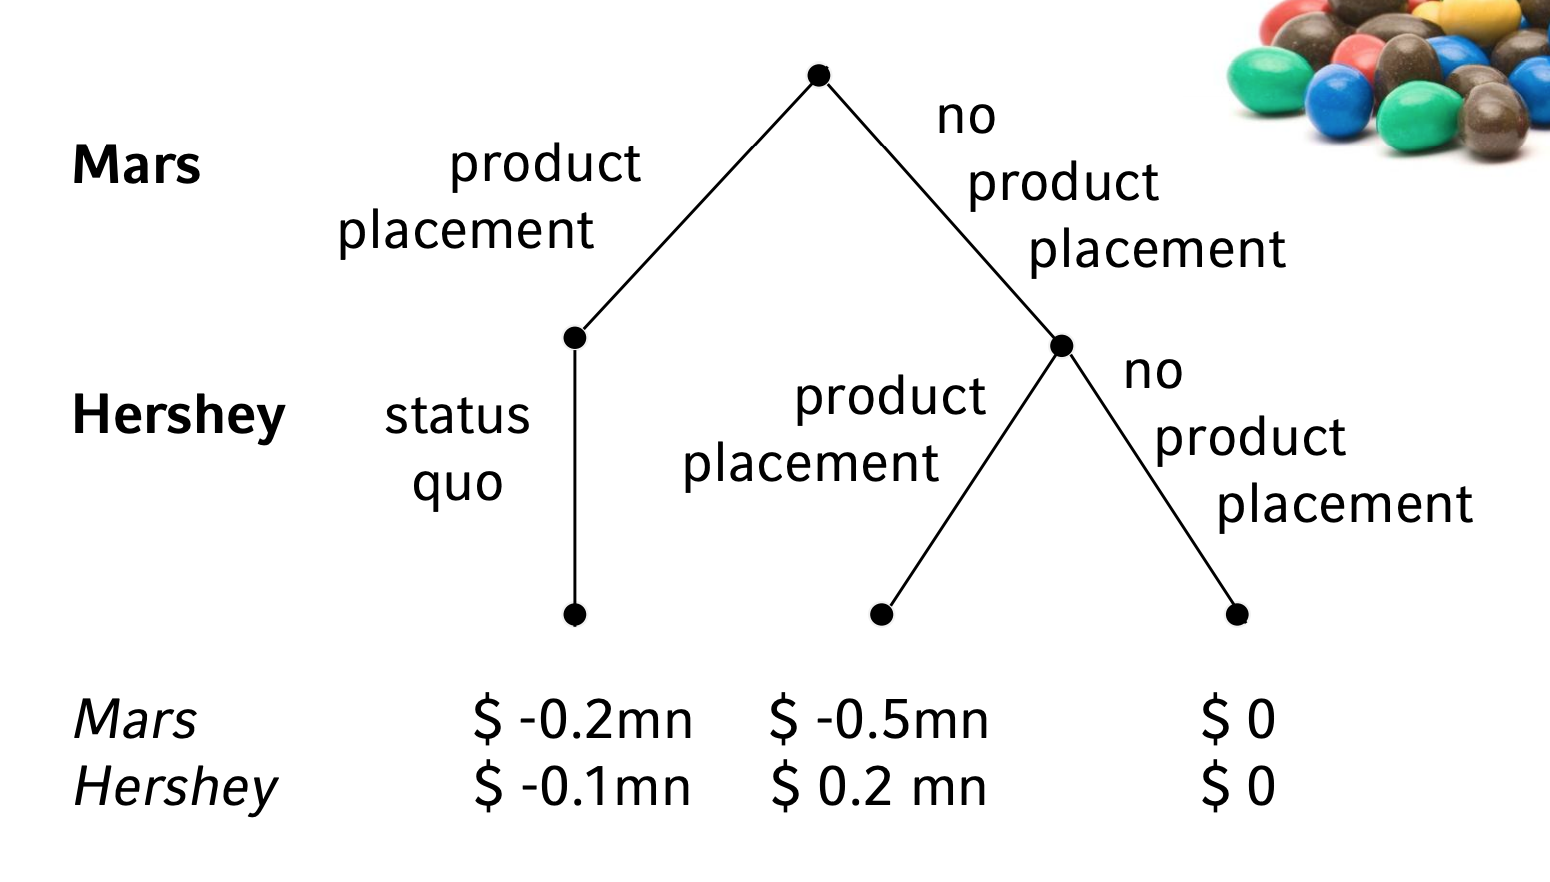 no
Mars
product
product
placement
placement
no
product
Hershey
status
product
placement
quo
placement
Mars
$ -0.2mn
$ -0.5mn
$ 0
Hershey
$ -0.1mn
$ 0.2 mn
$ 0